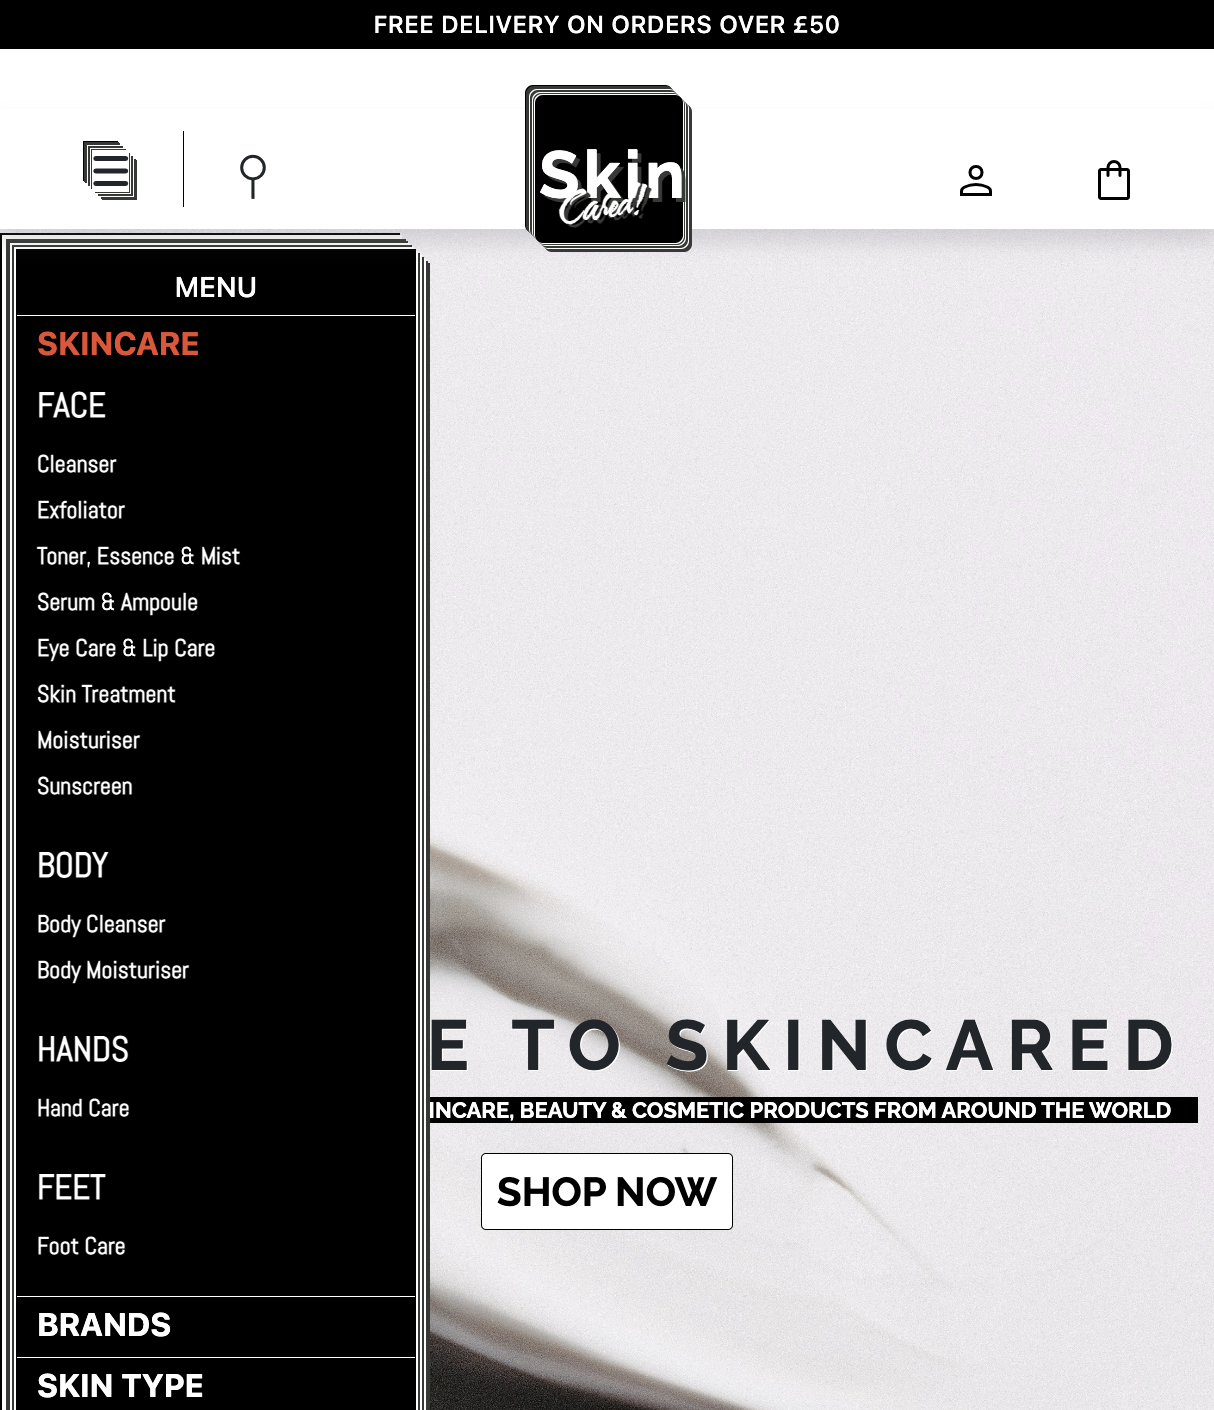 FREE DELIVERY ON ORDERS OVER £50
Skin
Cared!
MENU
SKINCARE
FACE
Cleanser
Exfoliator
Toner, Essence & Mist
Serum & Ampoule
Eye Care & Lip Care
Skin Treatment
Moisturiser
Sunscreen
BODY
Body Cleanser
Body Moisturiser
HANDS
Hand Care
FEET
Foot Care
BRANDS
SKIN TYPE
E TO SKINCARED
INCARE, BEAUTY & COSMETIC PRODUCTS FROM AROUND THE WORLD
SHOP NOW